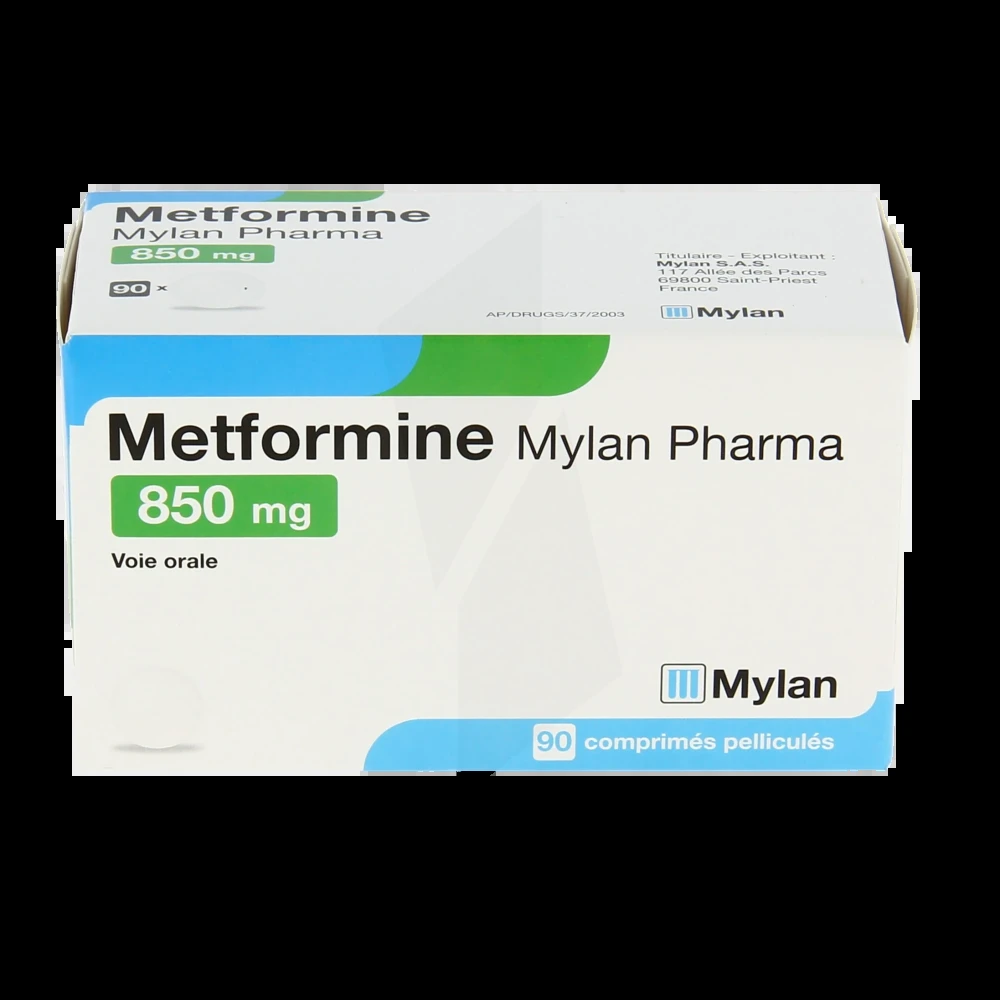 Metformine
Mylan Pharma
850 mg
90 x
Titulaire - Exploitant :
Mylan S.A.S.
117 Allée des Parcs
69800 Saint-Priest
France
AP/DRUGS/37/2003
Mylan
Metformine Mylan Pharma
850 mg
Voie orale
Mylan
90 comprimés pelliculés